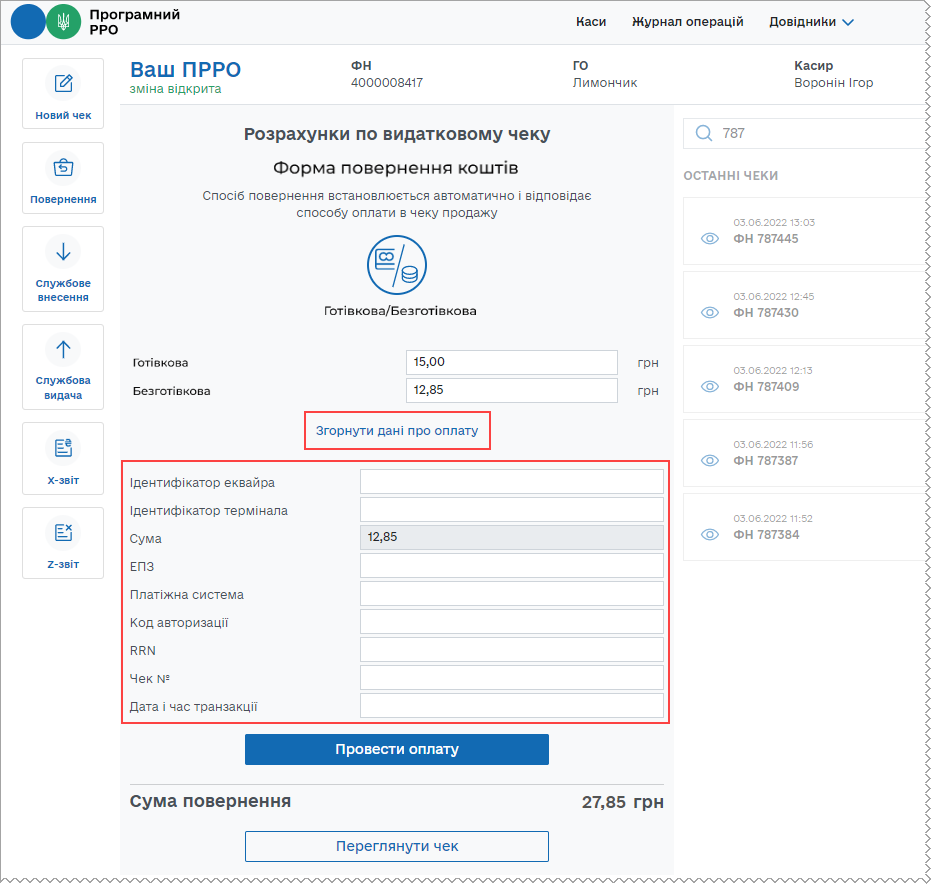 Програмний
РРО
Каси
Журнал операцій
Довідники
Новий чек
Повернення
Службове
внесення
Службова
видача
X-звіт
Z-звіт
Ваш ПРРО
зміна відкрита
ФН
4000008417
ГО
Лимончик
Касир
Воронін Ігор
Розрахунки по видатковому чеку
Форма повернення коштів
Спосіб повернення встановлюється автоматично і відповідає
способу оплати в чеку продажу
Готівкова/Безготівкова
Готівкова 15,00 грн
Безготівкова 12,85 грн
Згорнути дані про оплату
Ідентифікатор еквайра
Ідентифікатор термінала
Сума 12,85
ЕПЗ
Платіжна система
Код авторизації
RRN
Чек №
Дата і час транзакції
Провести оплату
Сума повернення 27,85 грн
Переглянути чек
787
ОСТАННІ ЧЕКИ
03.06.2022 13:03
ФН 787445
03.06.2022 12:45
ФН 787430
03.06.2022 12:13
ФН 787409
03.06.2022 11:56
ФН 787387
03.06.2022 11:52
ФН 787384